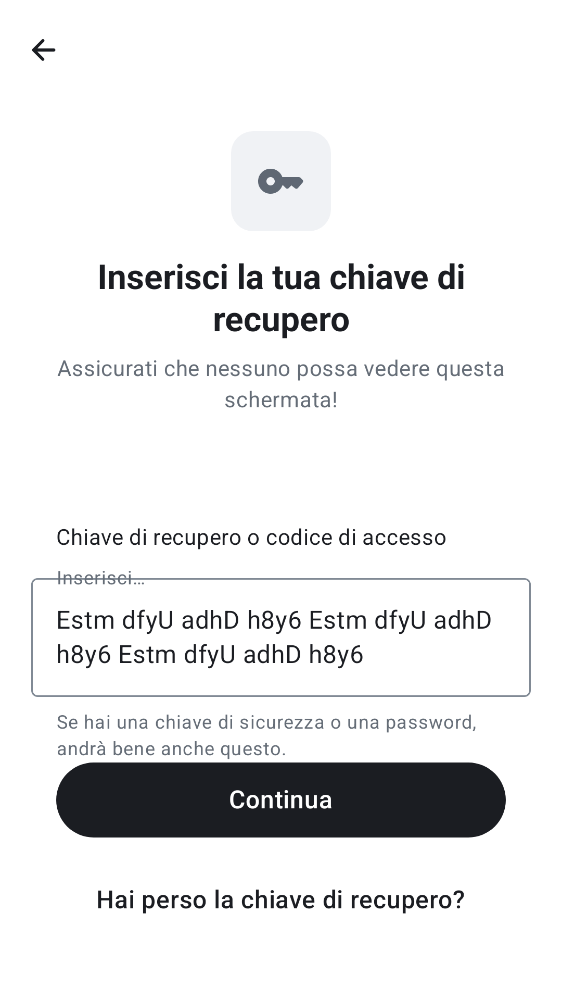 Inserisci la tua chiave di
recupero
Assicurati che nessuno possa vedere questa
schermata!
Chiave di recupero o codice di accesso
Inserisci…
Estm dfyU adhD h8y6 Estm dfyU adhD
h8y6 Estm dfyU adhD h8y6
Se hai una chiave di sicurezza o una password,
andrà bene anche questo.
Continua
Hai perso la chiave di recupero?